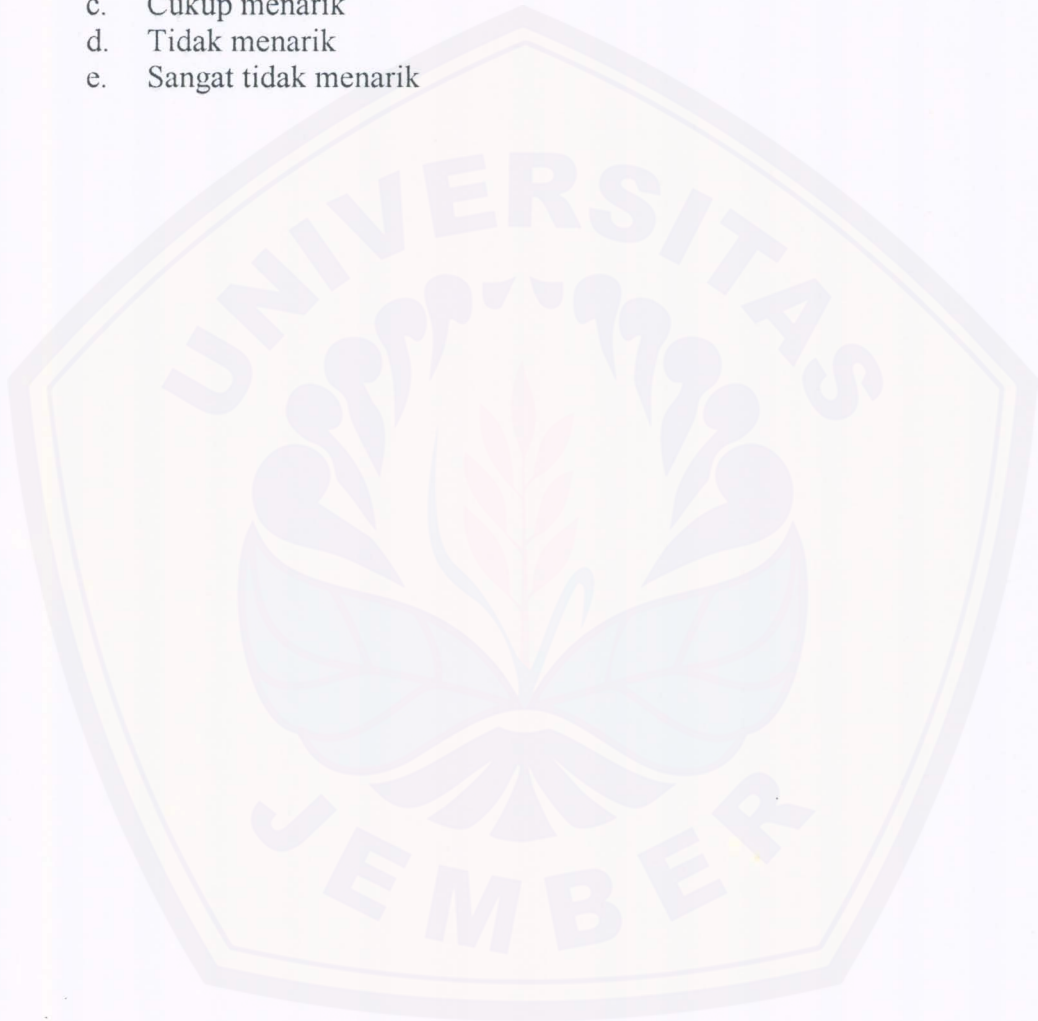 c. Cukup menarik
d. Tidak menarik
e. Sangat tidak menarik
UNIVERSITAS
JEMBER